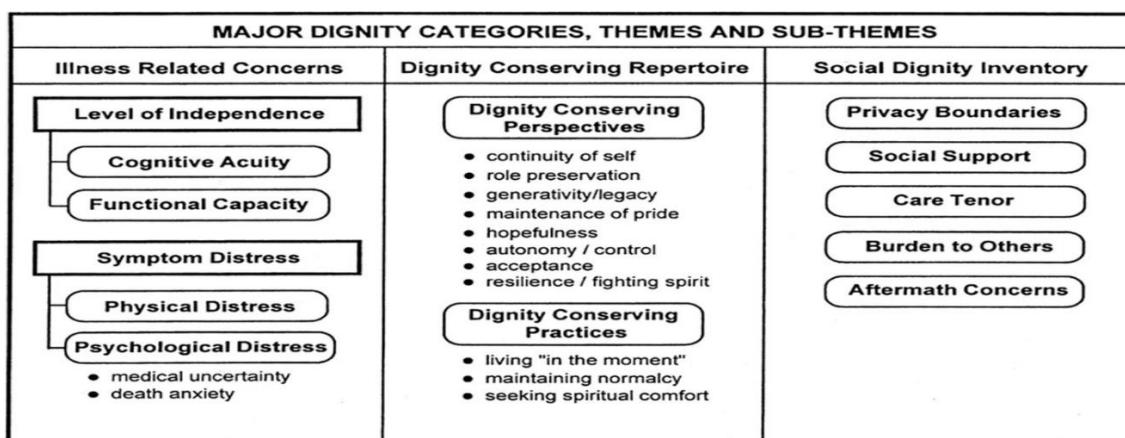 MAJOR DIGNITY CATEGORIES, THEMES AND SUB-THEMES
Illness Related Concerns
Level of Independence
Cognitive Acuity
Functional Capacity
Symptom Distress
Physical Distress
Psychological Distress
● medical uncertainty
● death anxiety
Dignity Conserving Repertoire
Dignity Conserving
Perspectives
● continuity of self
● role preservation
● generativity/legacy
● maintenance of pride
● hopefulness
● autonomy / control
● acceptance
● resilience / fighting spirit
Dignity Conserving
Practices
● living "in the moment"
● maintaining normalcy
● seeking spiritual comfort
Social Dignity Inventory
Privacy Boundaries
Social Support
Care Tenor
Burden to Others
Aftermath Concerns